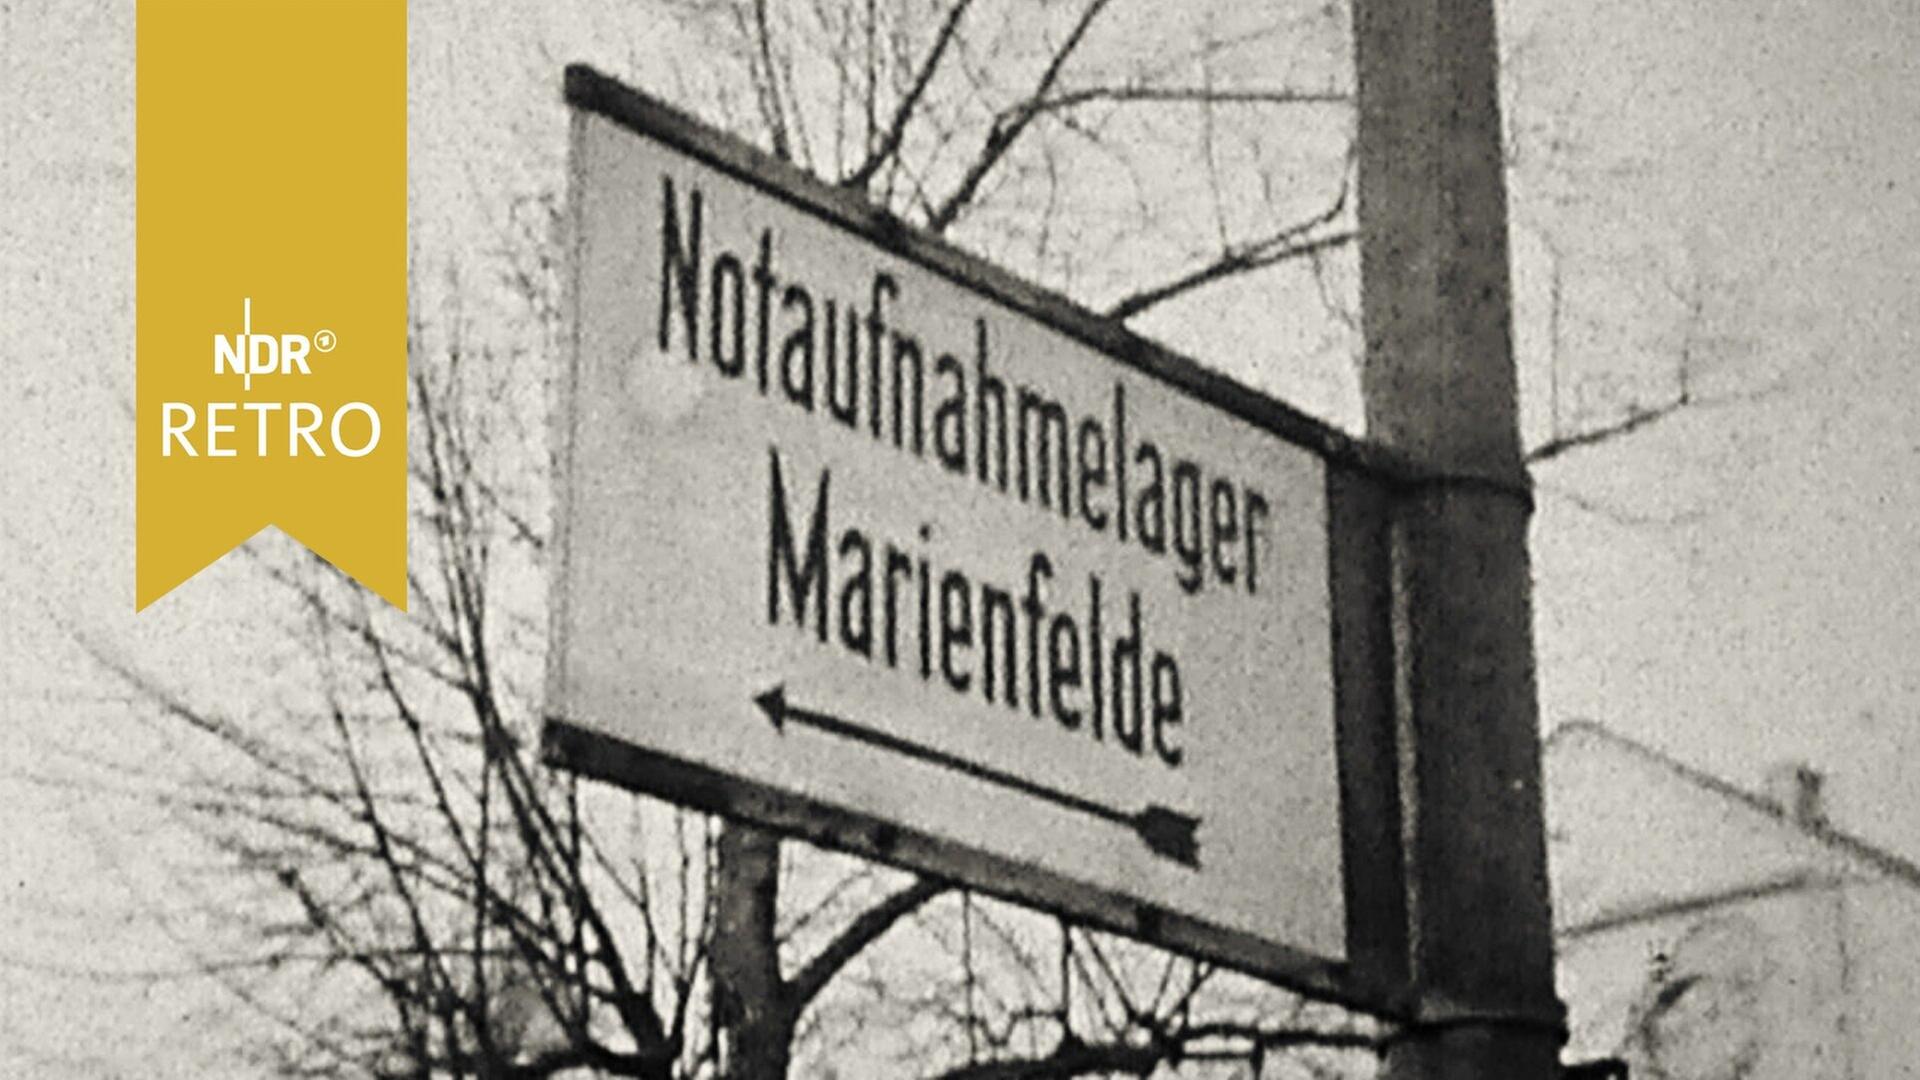 NDR
RETRO
Notaufnahmelager
Marienfelde